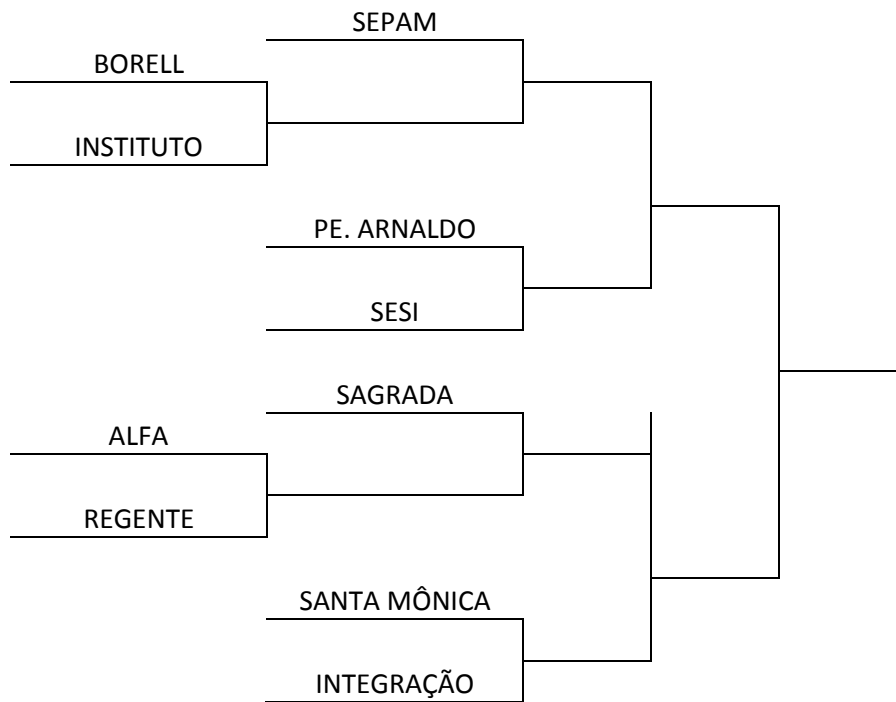 SEPAM
BORELL
INSTITUTO
PE. ARNALDO
SESI
SAGRADA
ALFA
REGENTE
SANTA MÔNICA
INTEGRAÇÃO